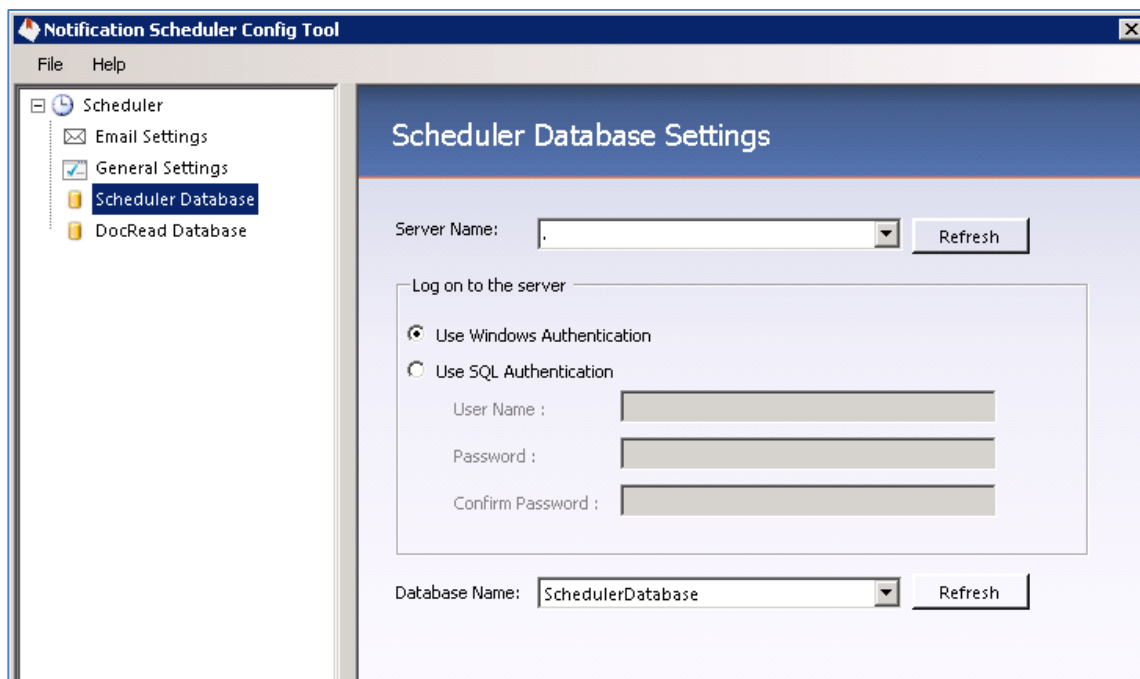 Notification Scheduler Config Tool
File Help
Scheduler
Email Settings
General Settings
Scheduler Database
DocRead Database
Scheduler Database Settings
Server Name: . Refresh
Log on to the server
Use Windows Authentication
Use SQL Authentication
User Name :
Password :
Confirm Password :
Database Name: SchedulerDatabase Refresh